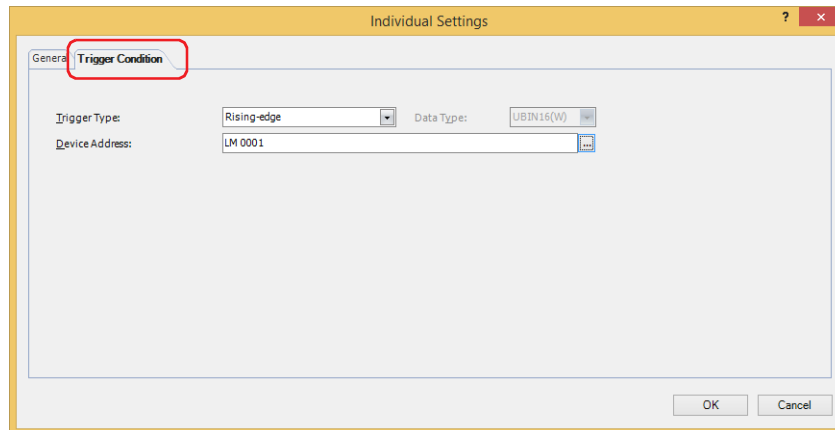 Individual Settings
? ×
General Trigger Condition
Trigger Type: Rising-edge Data Type: UBIN16(W)
Device Address: LM 0001 ...
OK Cancel